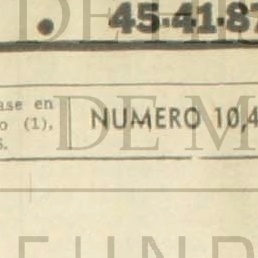 45-41-87
ase en
o (1).
NUMERO 10,4
S.